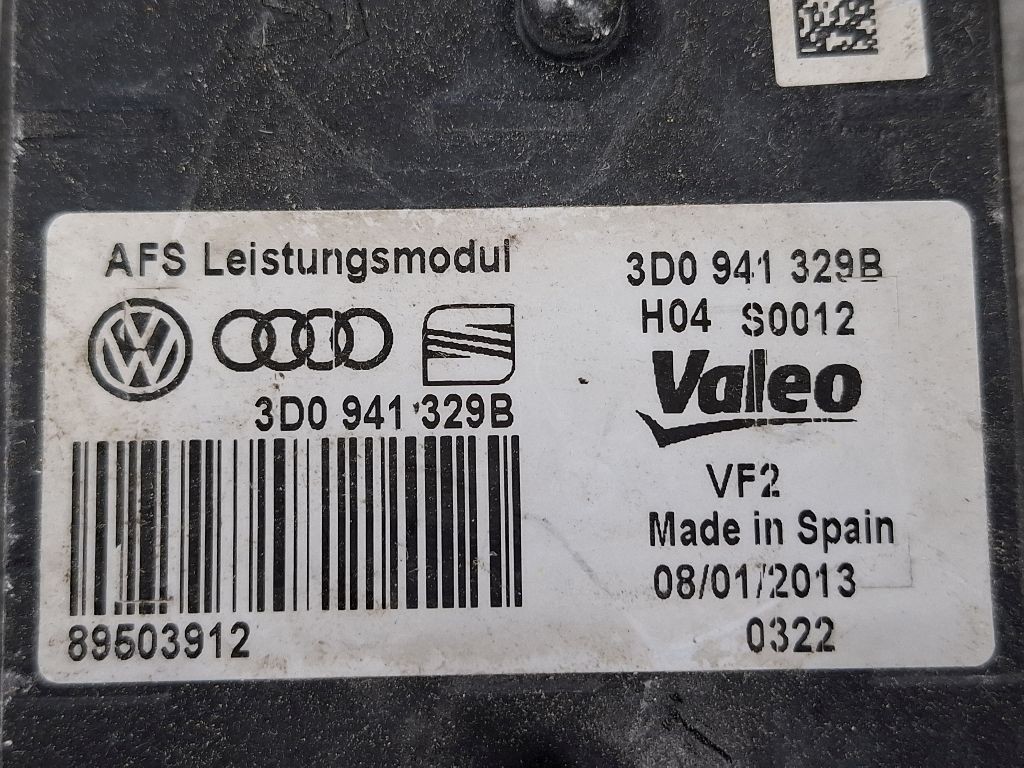 AFS Leistungsmodul
3D0 941 329B
89503912
3D0 941 329B
H04 S0012
Valeo
VF2
Made in Spain
08/01/2013
0322